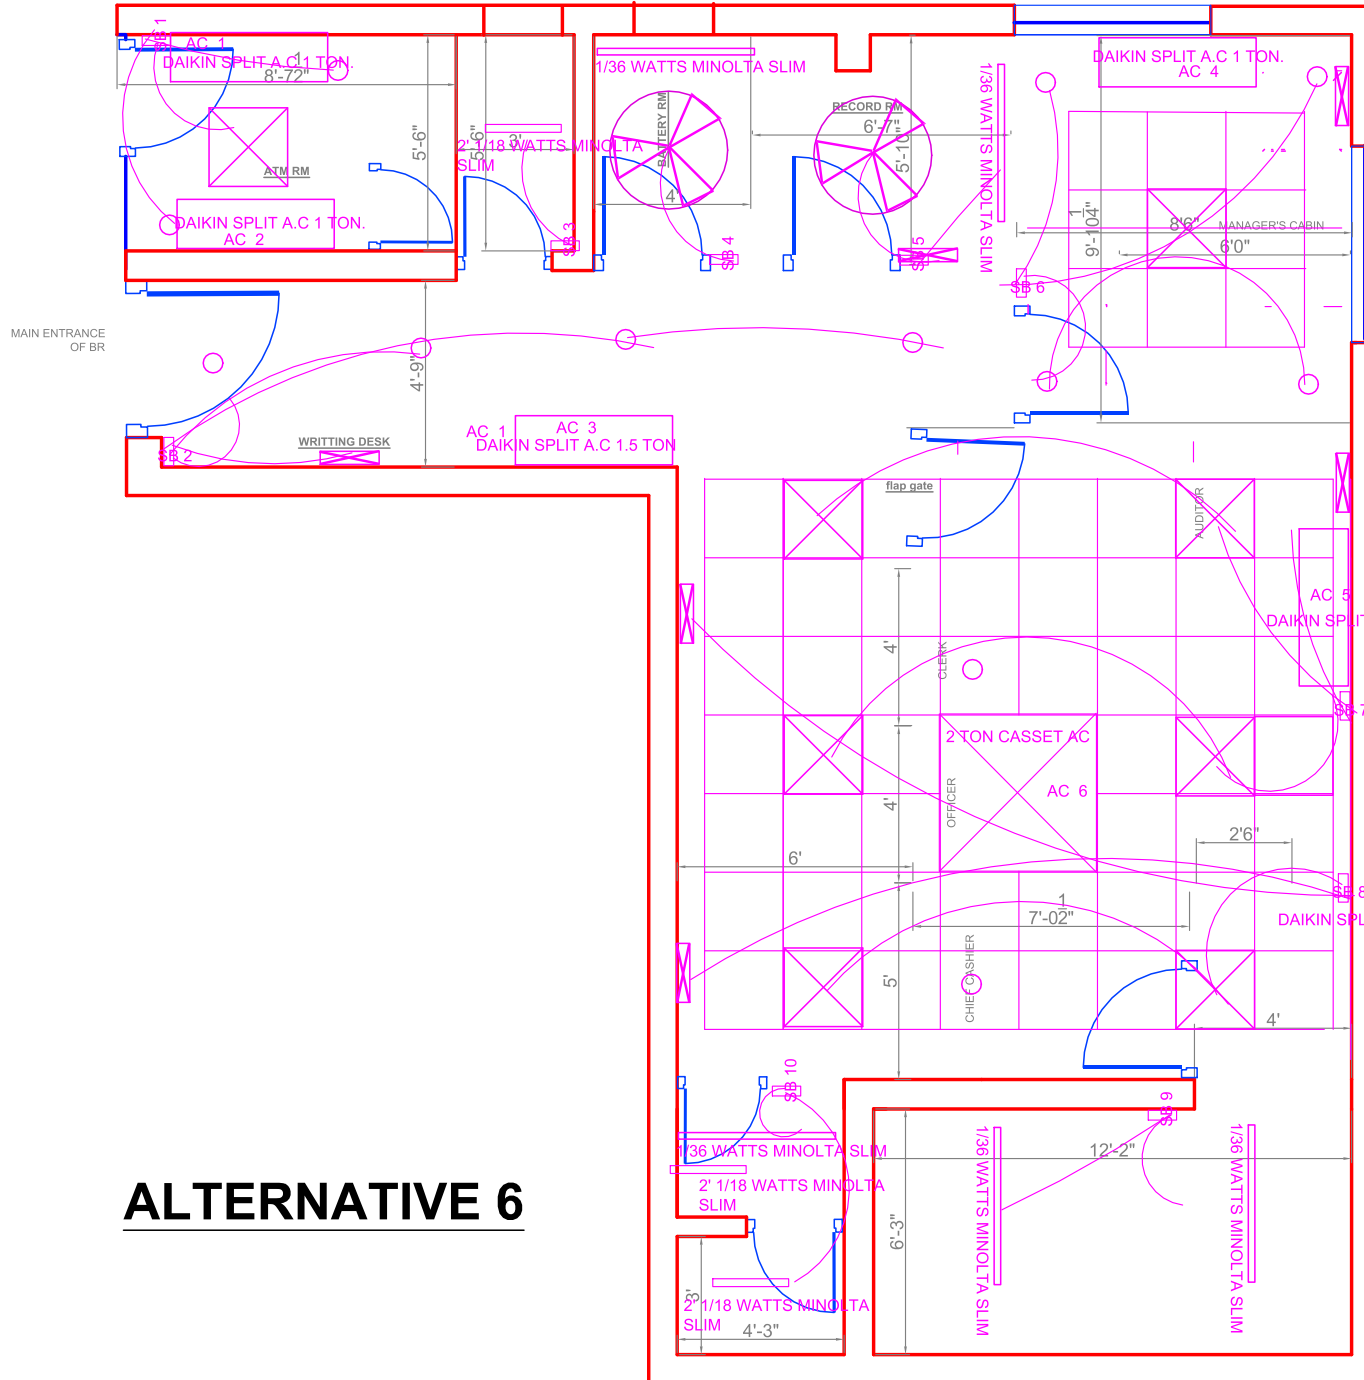 SB 1
AC 1
DAIKIN SPLIT A.C 1 TON.
8'-72"
1
5'-6"
ATM RM
DAIKIN SPLIT A.C 1 TON.
AC 2
5'-6"
3'
2' 1/18 WATTS MINOLTA
SLIM
SB 3
1/36 WATTS MINOLTA SLIM
BATTERY RM
4'
SB 4
RECORD RM
6'-7"
5'-10"
SB 5
1/36 WATTS MINOLTA SLIM
DAIKIN SPLIT A.C 1 TON.
AC 4
1
9'-104"
8'6"
MANAGER'S CABIN
6'0"
SB 6
MAIN ENTRANCE
OF BR
4'-9"
SB 2
WRITTING DESK
AC 1
AC 3
DAIKIN SPLIT A.C 1.5 TON
flap gate
AUDITOR
AC 5
DAIKIN SPLIT
4'
CLERK
SB 7
2 TON CASSET AC
AC 6
4'
OFFICER
2'6"
6'
SB 8
1
7'-02"
DAIKIN SPL
5'
CHIEF CASHIER
4'
SB 10
SB 9
1/36 WATTS MINOLTA SLIM
2' 1/18 WATTS MINOLTA
SLIM
12'-2"
1/36 WATTS MINOLTA SLIM
1/36 WATTS MINOLTA SLIM
6'-3"
ALTERNATIVE 6
3'
2' 1/18 WATTS MINOLTA
SLIM
4'-3"